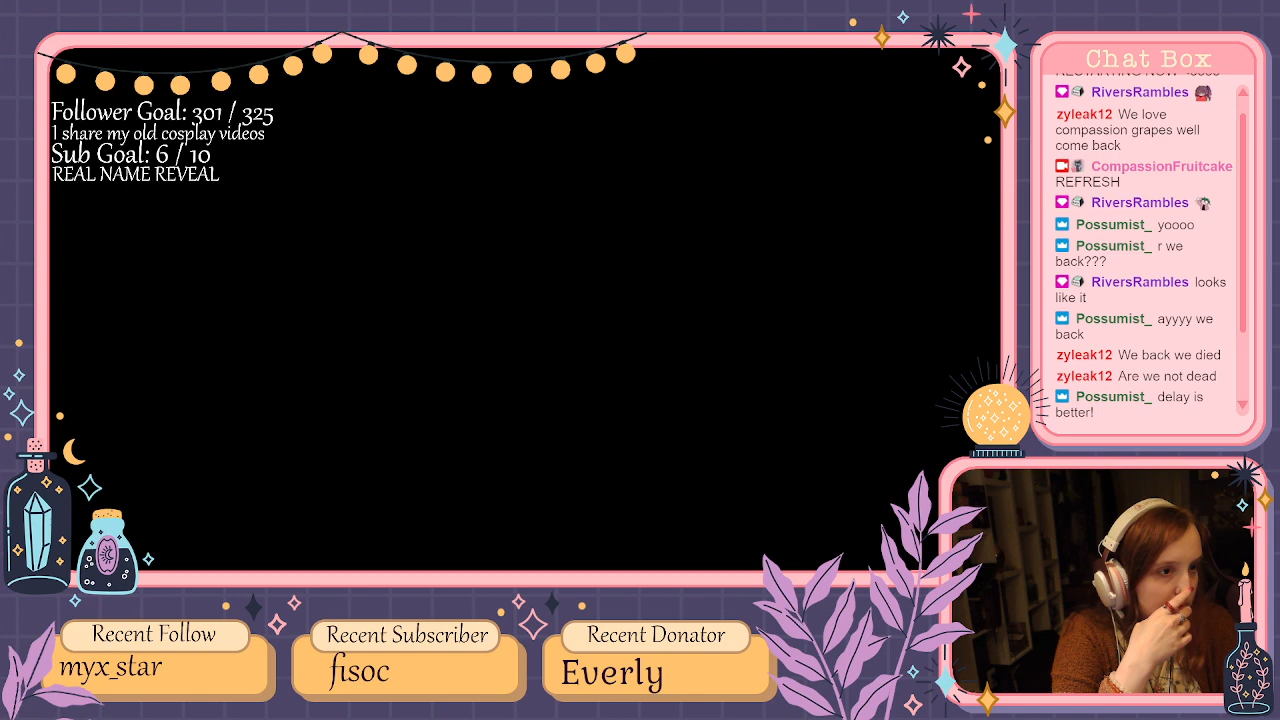 Follower Goal: 301 / 325
I share my old cosplay videos
Sub Goal: 6 / 10
REAL NAME REVEAL
Chat Box
RiversRambles
zyleak12 We love
compassion grapes well
come back
CompassionFruitcake
REFRESH
RiversRambles
Possumist_ yoooo
Possumist_ r we
back???
RiversRambles looks
like it
Possumist_ ayyyy we
back
zyleak12 We back we died
zyleak12 Are we not dead
Possumist_ delay is
better!
Recent Follow
myx_star
Recent Subscriber
fisoc
Recent Donator
Everly